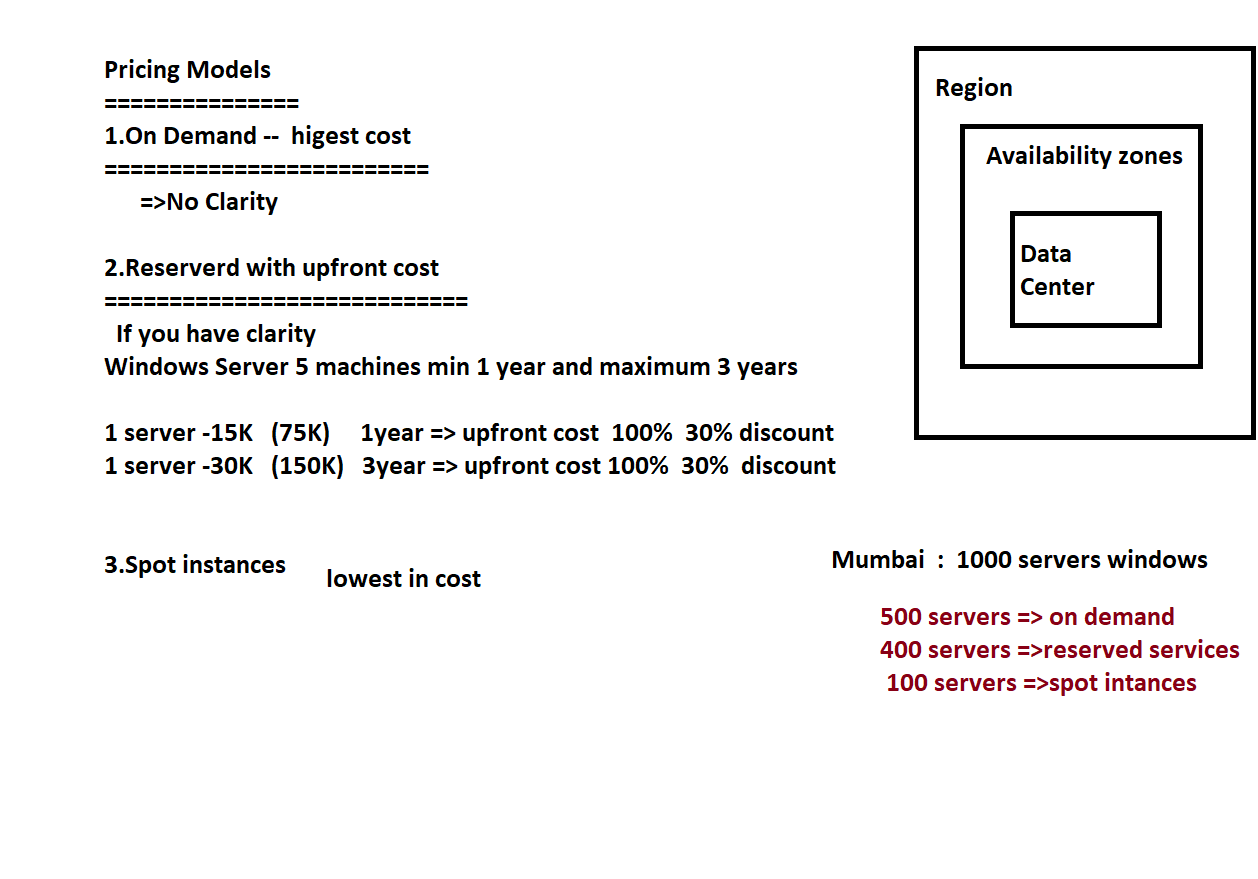 Pricing Models
===============
1.On Demand -- higest cost
=========================
=>No Clarity
2.Reserverd with upfront cost
============================
If you have clarity
Windows Server 5 machines min 1 year and maximum 3 years
1 server -15K (75K) 1year => upfront cost 100% 30% discount
1 server -30K (150K) 3year => upfront cost 100% 30% discount
3.Spot instances
lowest in cost
Region
Availability zones
Data
Center
Mumbai : 1000 servers windows
500 servers => on demand
400 servers =>reserved services
100 servers =>spot intances